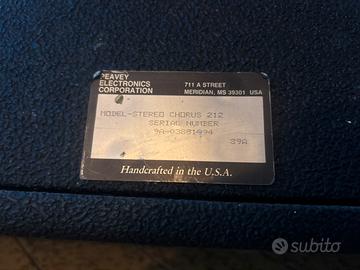 PEAVEY
ELECTRONICS
CORPORATION
711 A STREET
MERIDIAN, MS 39301 USA
MODEL-STEREO CHORUS 212
SERIAL NUMBER
39A
Handcrafted in the U.S.A.
subito